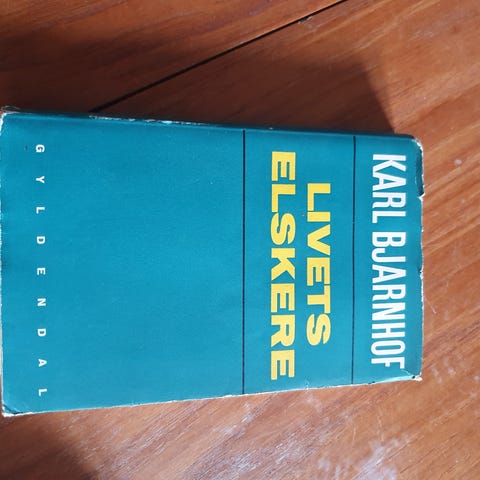 KARL BJARNHOF
LIVETS
ELSKERE
GYLDENDAL